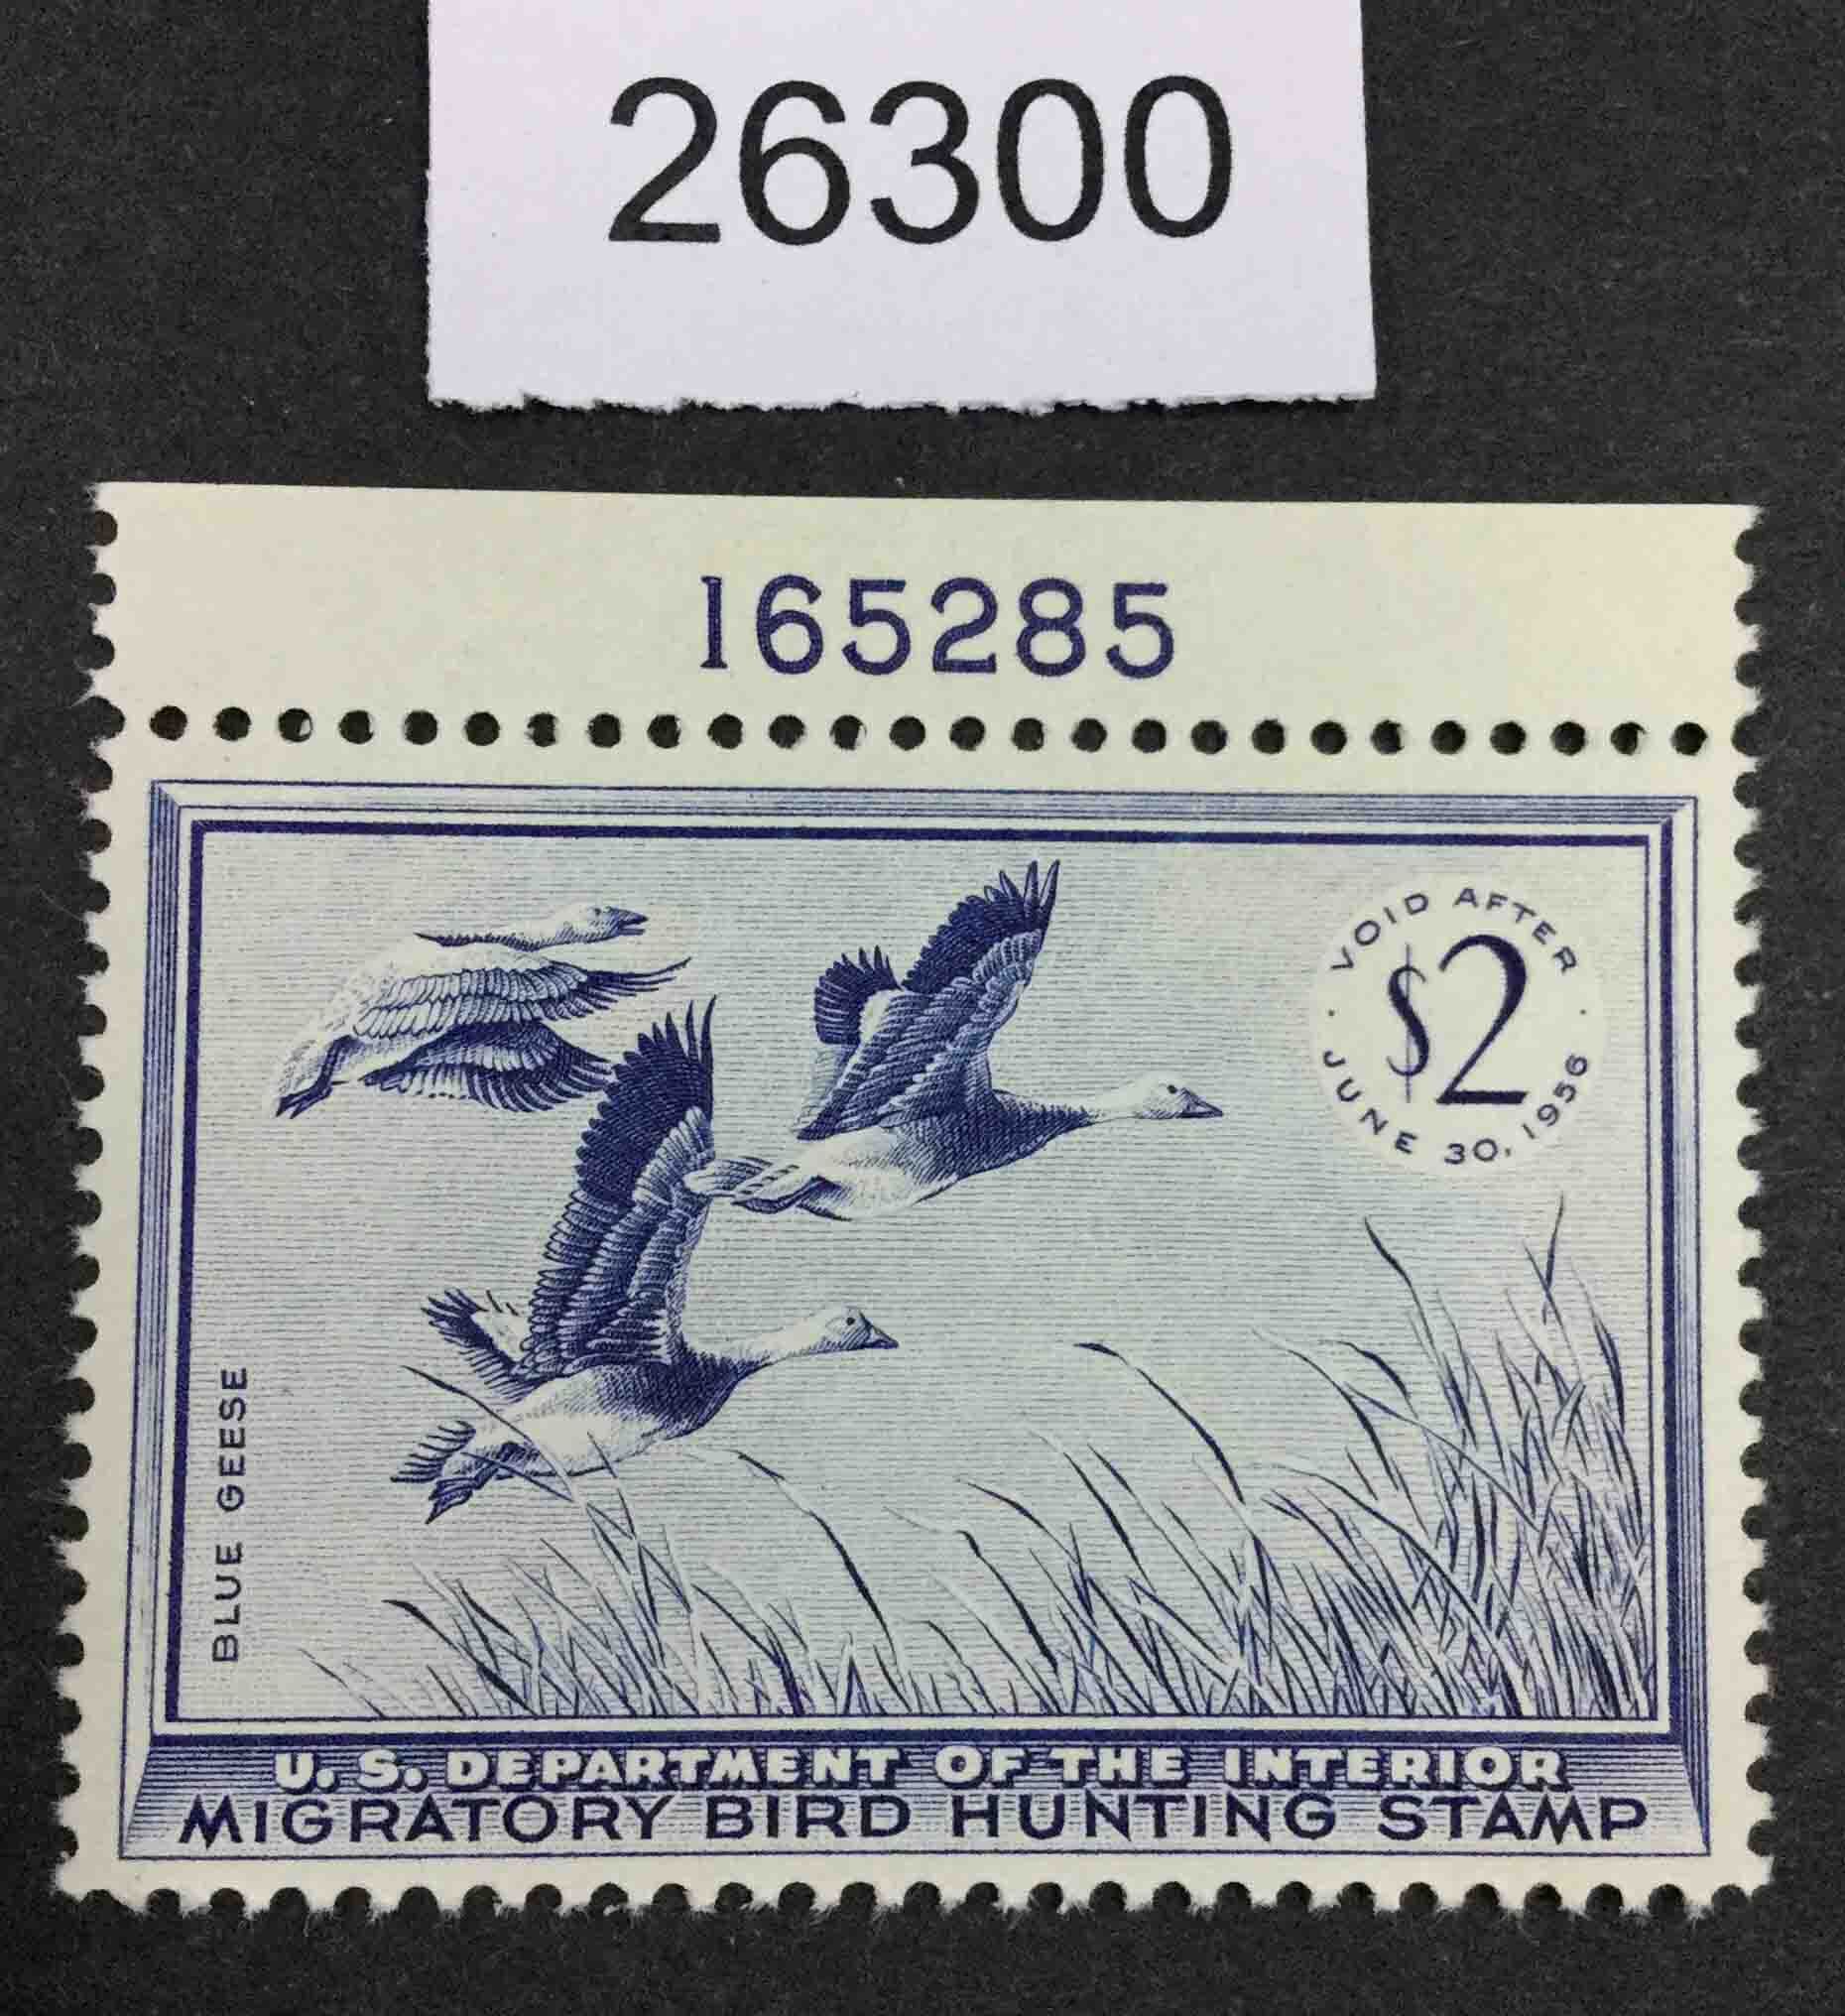 26300
165285
VOID AFTER
$2
JUNE 30, 1956
BLUE GEESE
U. S. DEPARTMENT OF THE INTERIOR
MIGRATORY BIRD HUNTING STAMP